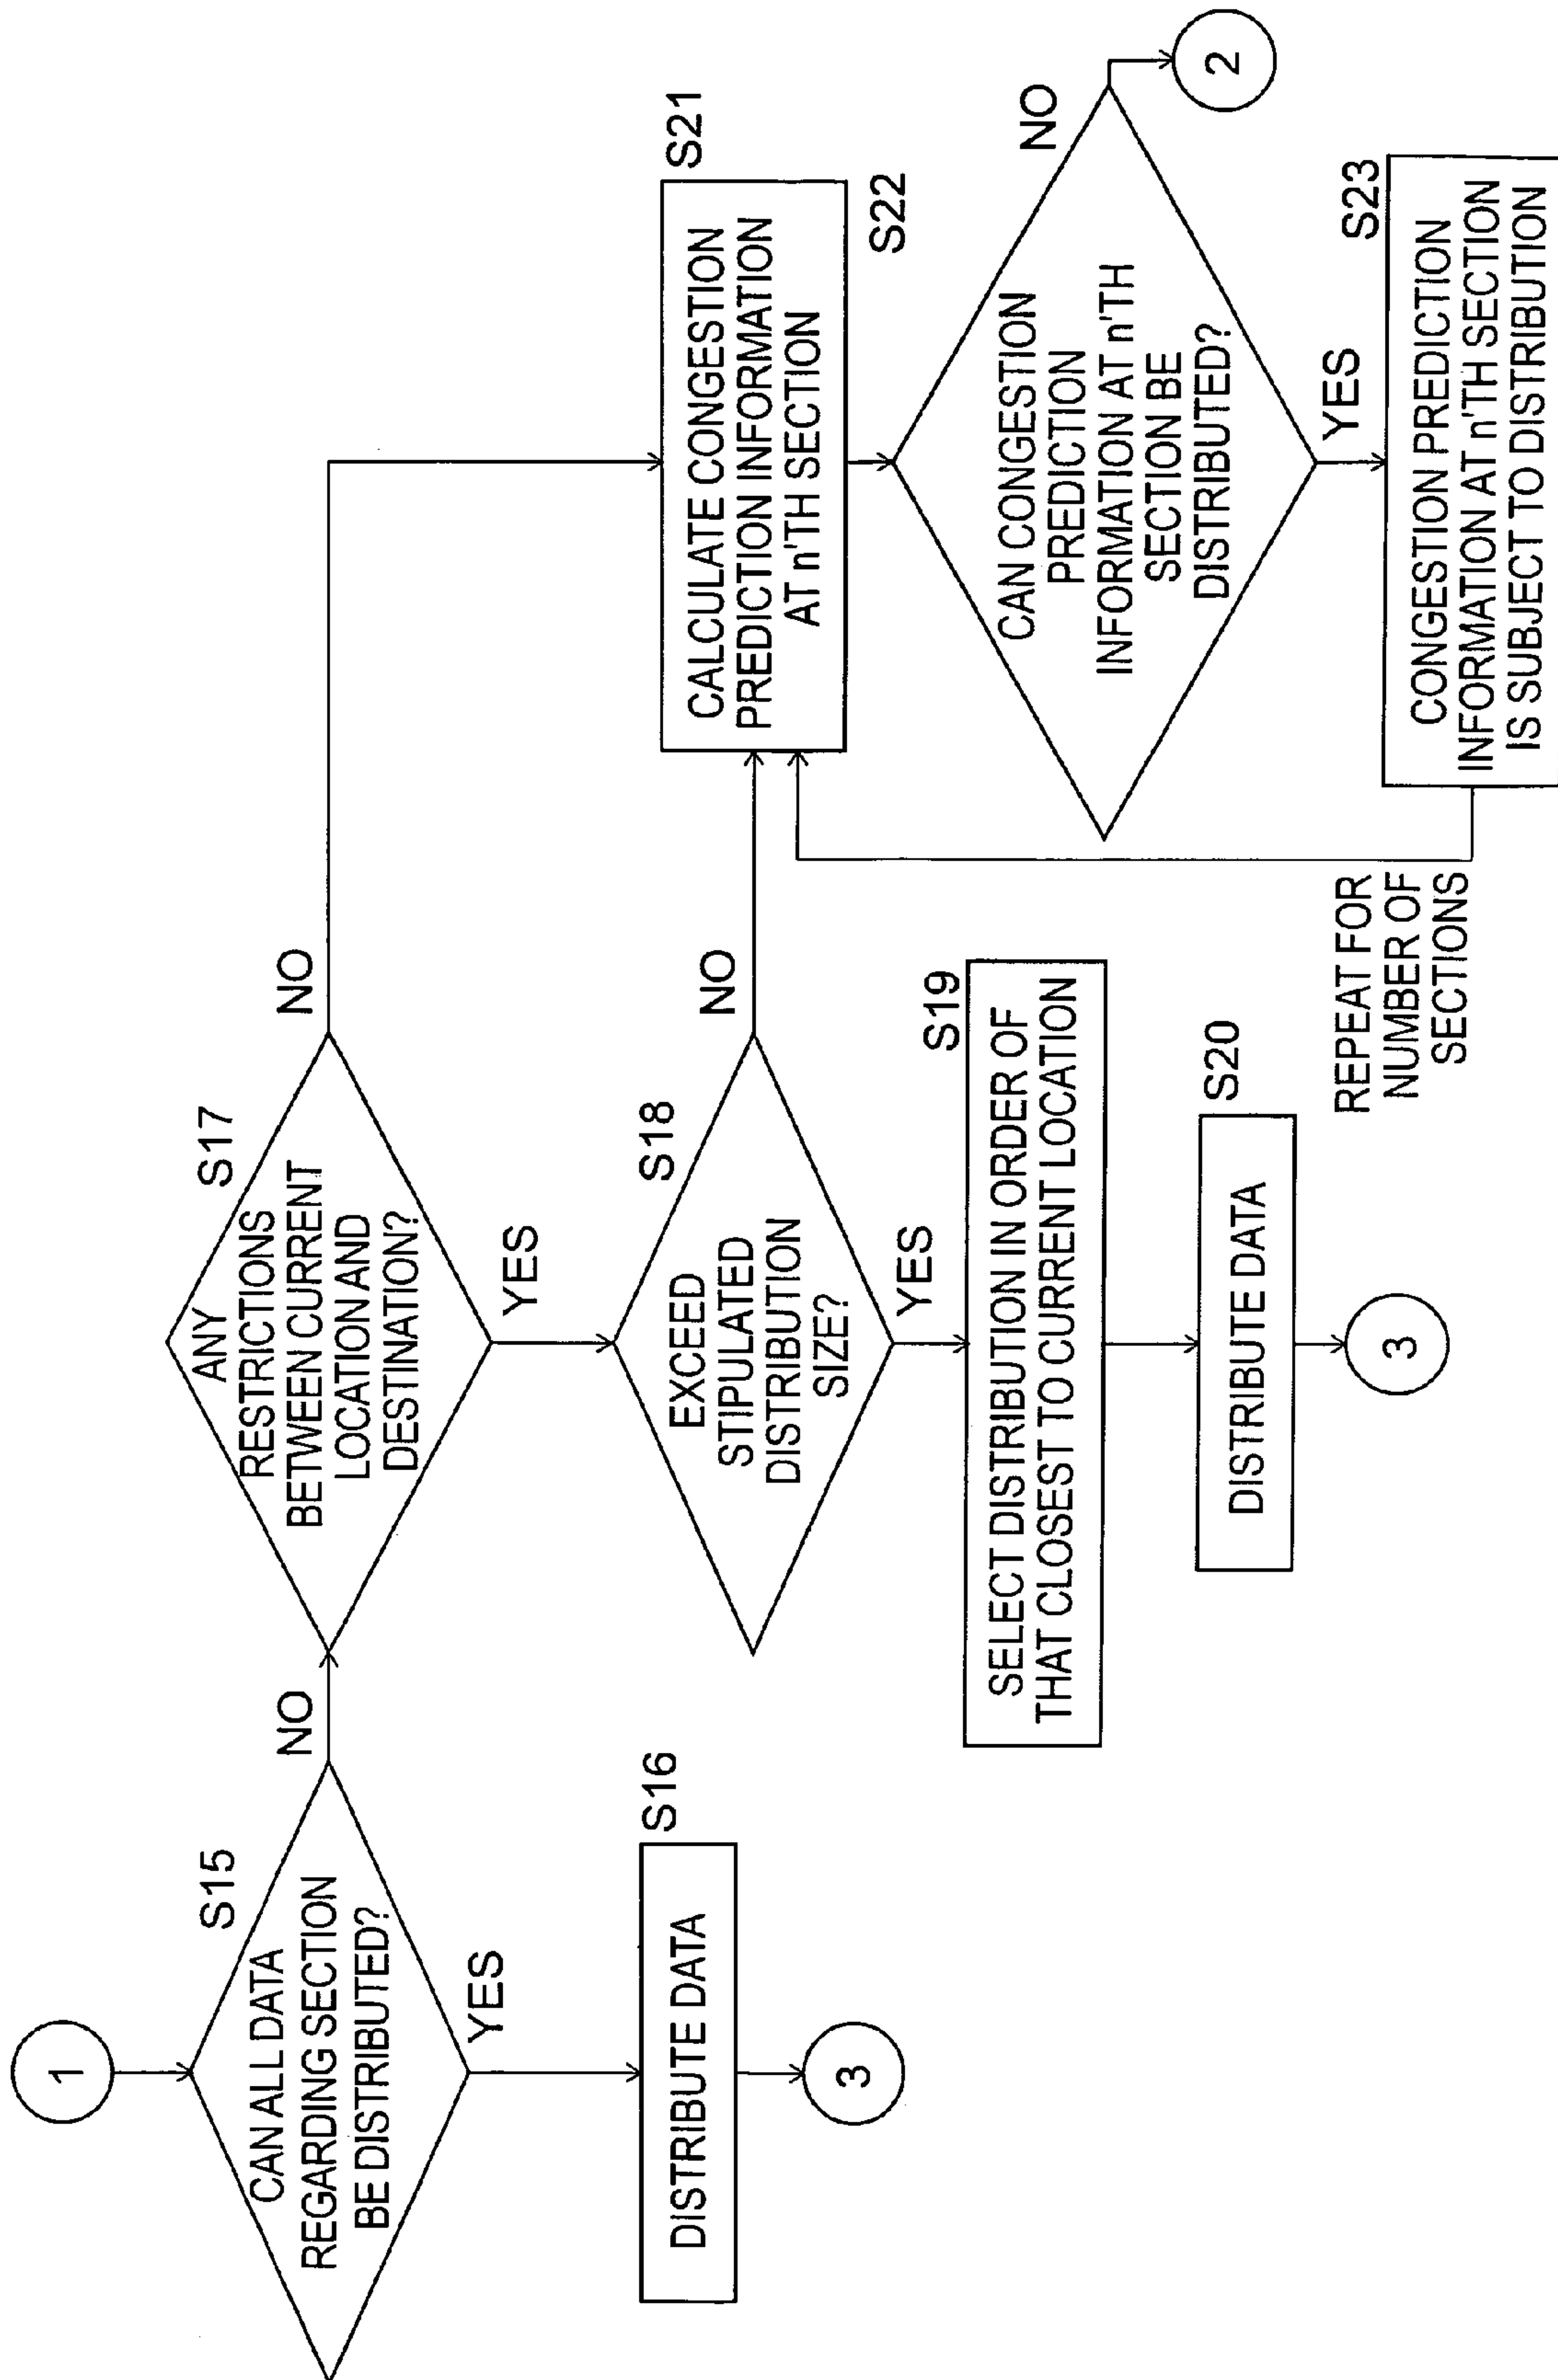 1
S15
CAN ALL DATA
REGARDING SECTION
BE DISTRIBUTED?
NO
YES
S16
DISTRIBUTE DATA
3
S17
ANY
RESTRICTIONS
BETWEEN CURRENT
LOCATION AND
DESTINATION?
NO
YES
S18
EXCEED
STIPULATED
DISTRIBUTION
SIZE?
NO
YES
S19
SELECT DISTRIBUTION IN ORDER OF
THAT CLOSEST TO CURRENT LOCATION
S20
DISTRIBUTE DATA
3
S21
CALCULATE CONGESTION
PREDICTION INFORMATION
AT n'TH SECTION
S22
CAN CONGESTION
PREDICTION
INFORMATION AT n'TH
SECTION BE
DISTRIBUTED?
NO
2
YES
S23
CONGESTION PREDICTION
INFORMATION AT n'TH SECTION
IS SUBJECT TO DISTRIBUTION
REPEAT FOR
NUMBER OF
SECTIONS